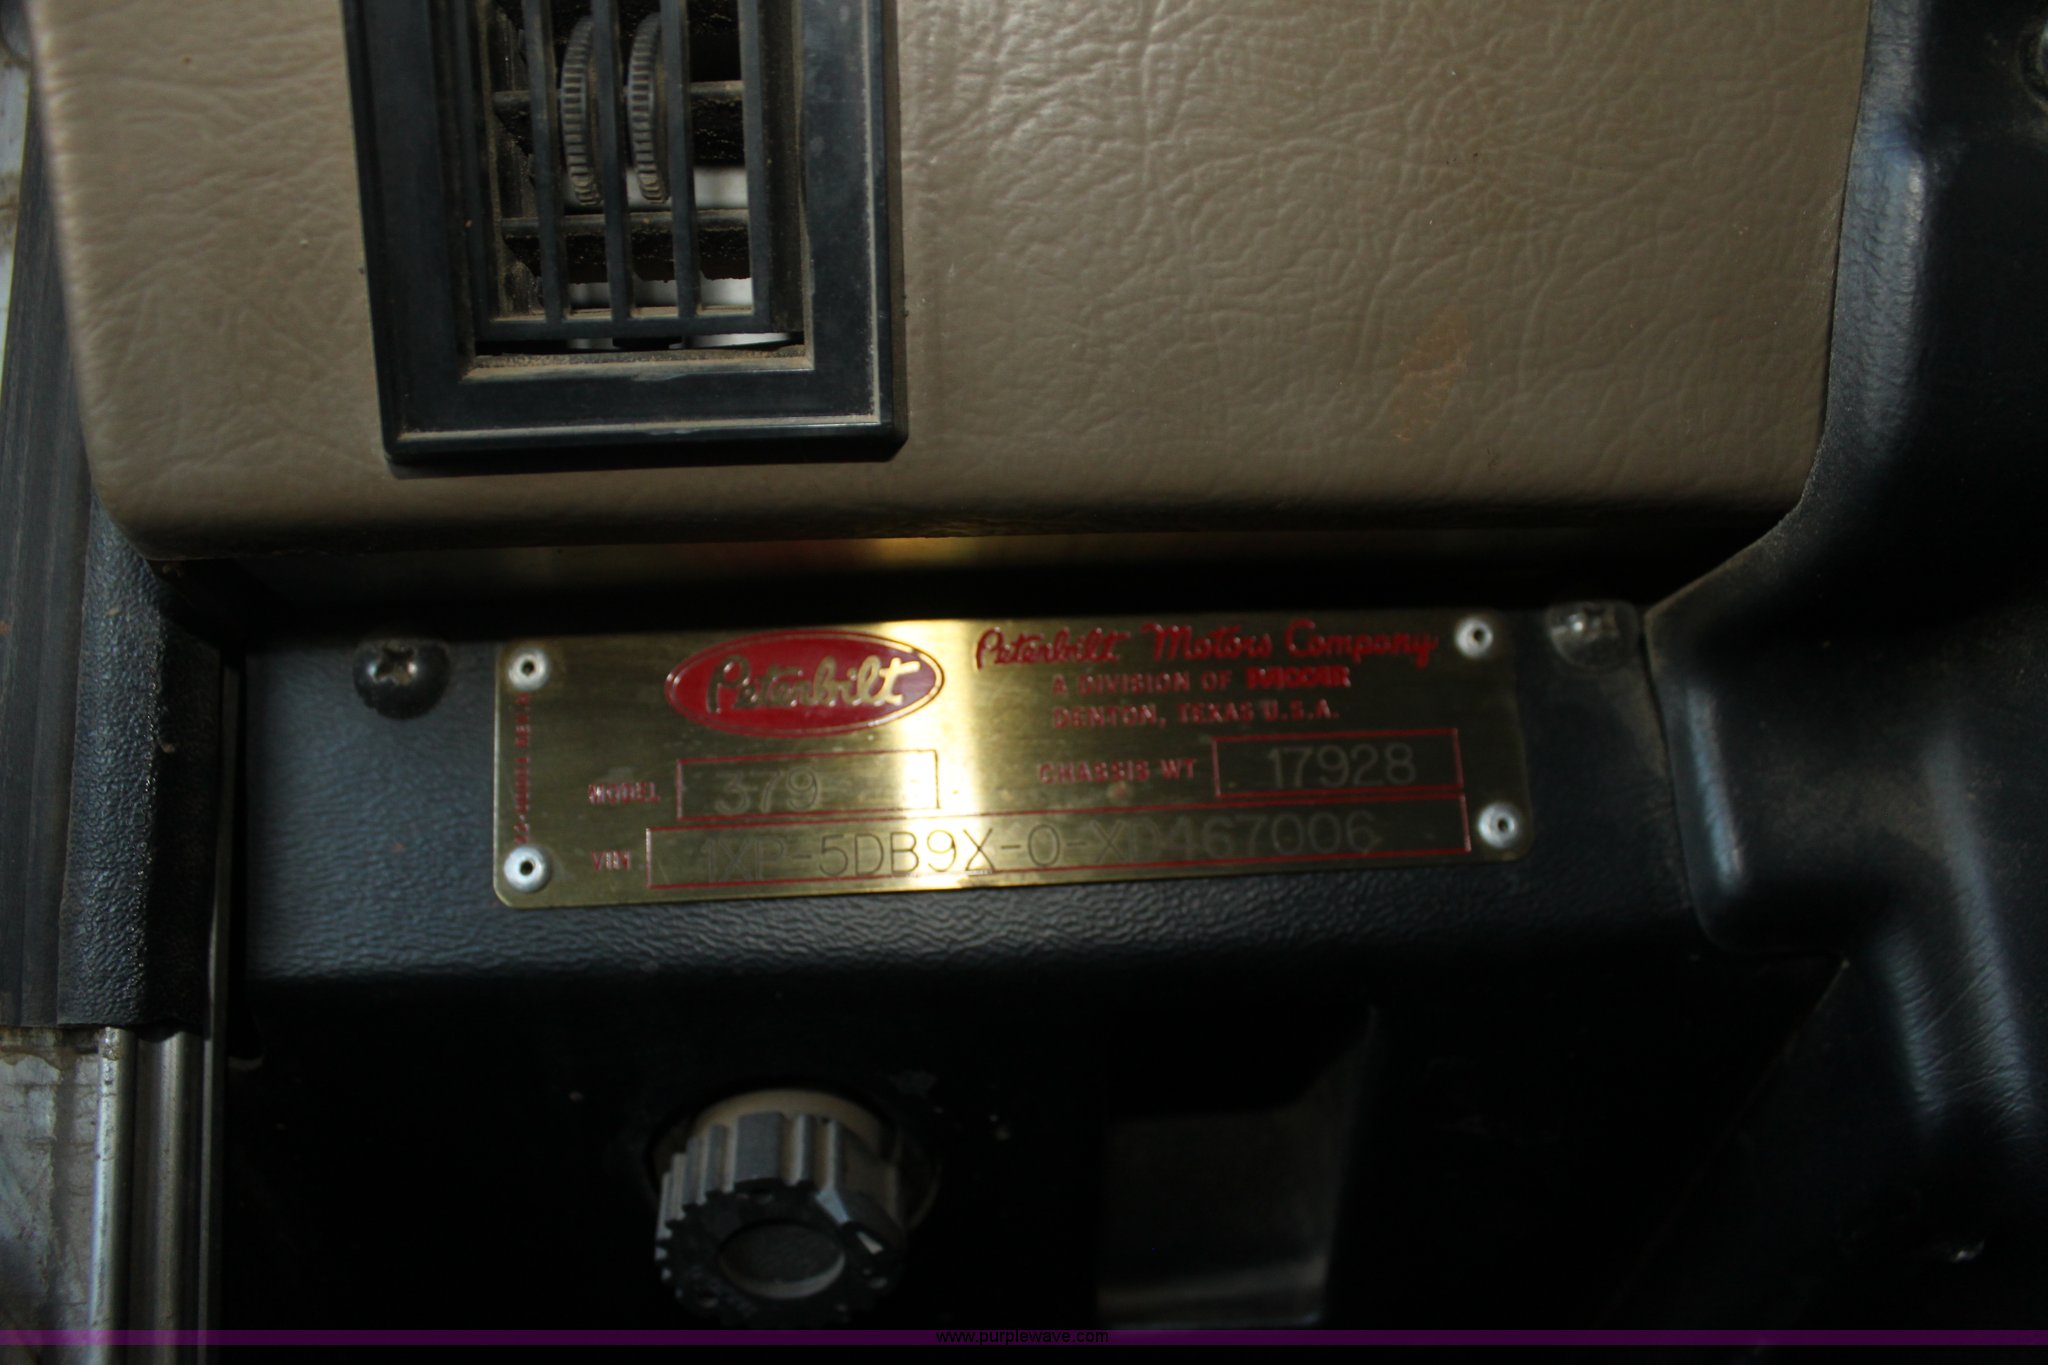 Peterbilt
Peterbilt Motors Company
A DIVISION OF PACCAR
DENTON, TEXAS U.S.A.
MODEL 379
CHASSIS WT 17928
VIN 1XP-5DB9X-0-XD467006
www.purplewave.com